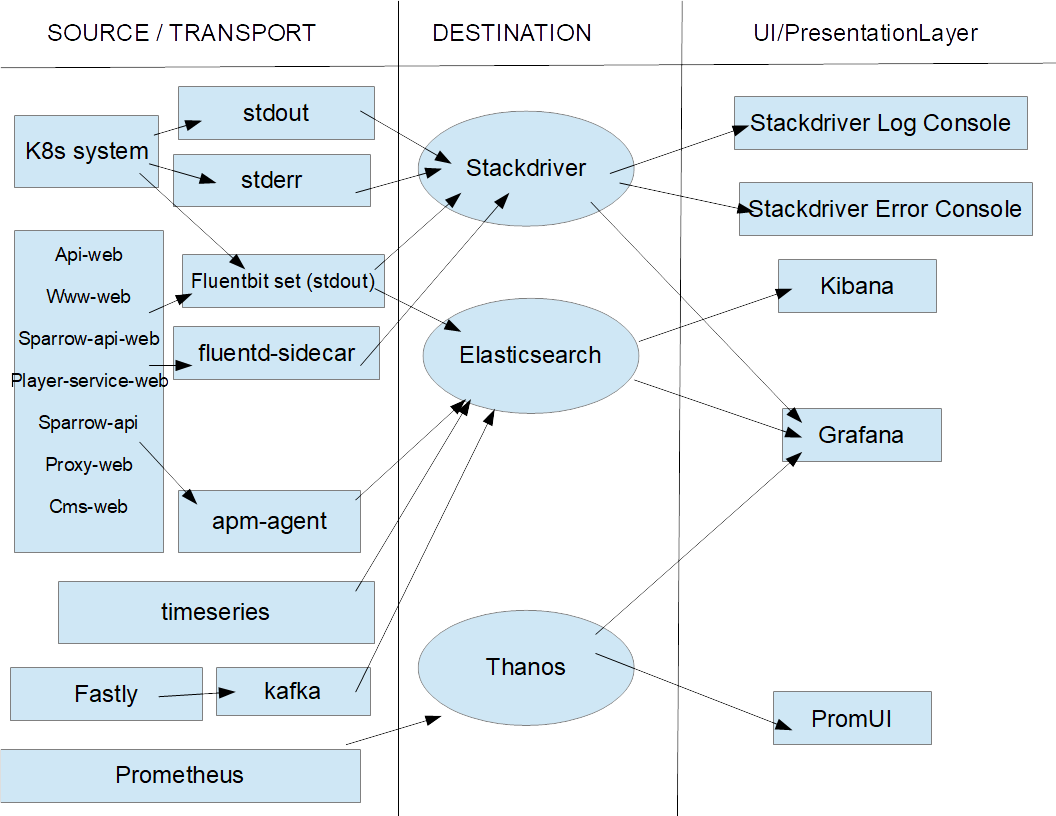 SOURCE / TRANSPORT
DESTINATION
UI/PresentationLayer
K8s system
stdout
stderr
Api-web
Www-web
Sparrow-api-web
Player-service-web
Sparrow-api
Proxy-web
Cms-web
Fluentbit set (stdout)
fluentd-sidecar
apm-agent
timeseries
Fastly
kafka
Prometheus
Stackdriver
Elasticsearch
Thanos
Stackdriver Log Console
Stackdriver Error Console
Kibana
Grafana
PromUI